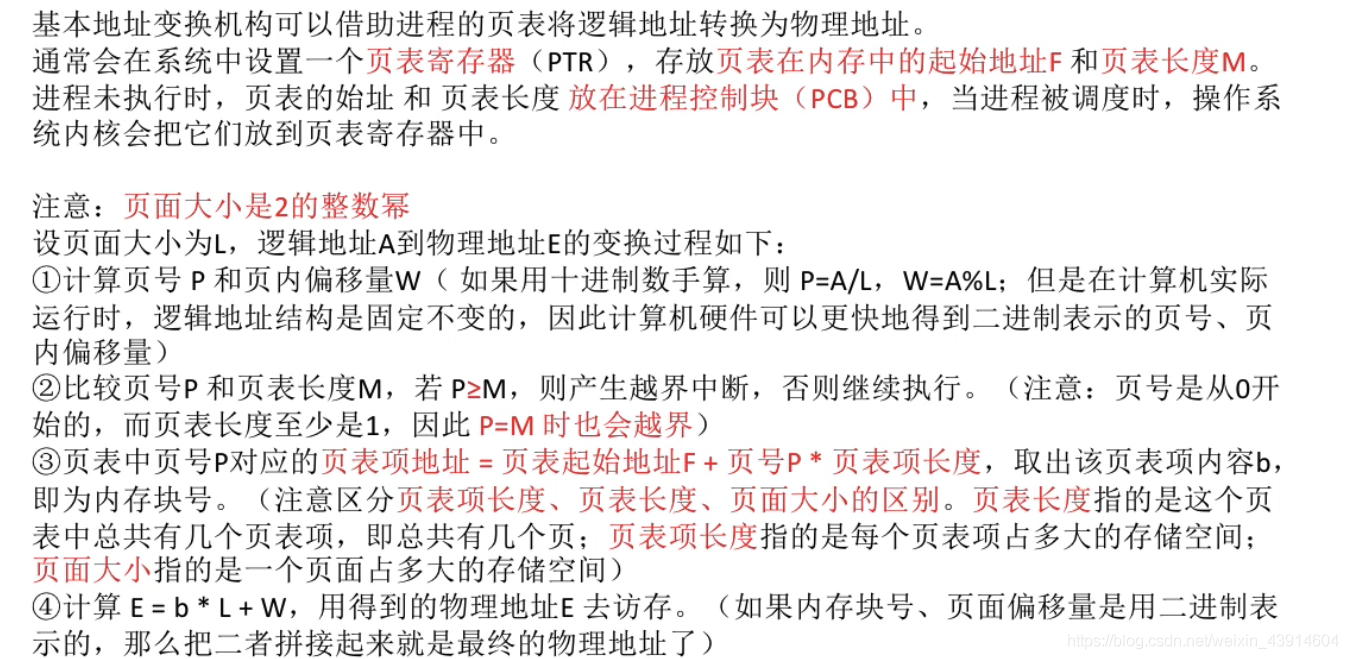 基本地址变换机构可以借助进程的页表将逻辑地址转换为物理地址。
通常会在系统中设置一个页表寄存器（PTR），存放页表在内存中的起始地址F 和页表长度M。
进程未执行时，页表的始址 和 页表长度 放在进程控制块（PCB）中，当进程被调度时，操作系
统内核会把它们放到页表寄存器中。
注意：页面大小是2的整数幂
设页面大小为L，逻辑地址A到物理地址E的变换过程如下：
①计算页号 P 和页内偏移量W（ 如果用十进制数手算，则 P=A/L，W=A%L；但是在计算机实际
运行时，逻辑地址结构是固定不变的，因此计算机硬件可以更快地得到二进制表示的页号、页
内偏移量）
②比较页号P 和页表长度M，若 P≥M，则产生越界中断，否则继续执行。（注意：页号是从0开
始的，而页表长度至少是1，因此 P=M 时也会越界）
③页表中页号P对应的页表项地址 = 页表起始地址F + 页号P * 页表项长度，取出该页表项内容b，
即为内存块号。（注意区分页表项长度、页表长度、页面大小的区别。页表长度指的是这个页
表中总共有几个页表项，即总共有几个页；页表项长度指的是每个页表项占多大的存储空间；
页面大小指的是一个页面占多大的存储空间）
④计算 E = b * L + W，用得到的物理地址E 去访存。（如果内存块号、页面偏移量是用二进制表
示的，那么把二者拼接起来就是最终的物理地址了）
https://blog.csdn.net/weixin_43914604